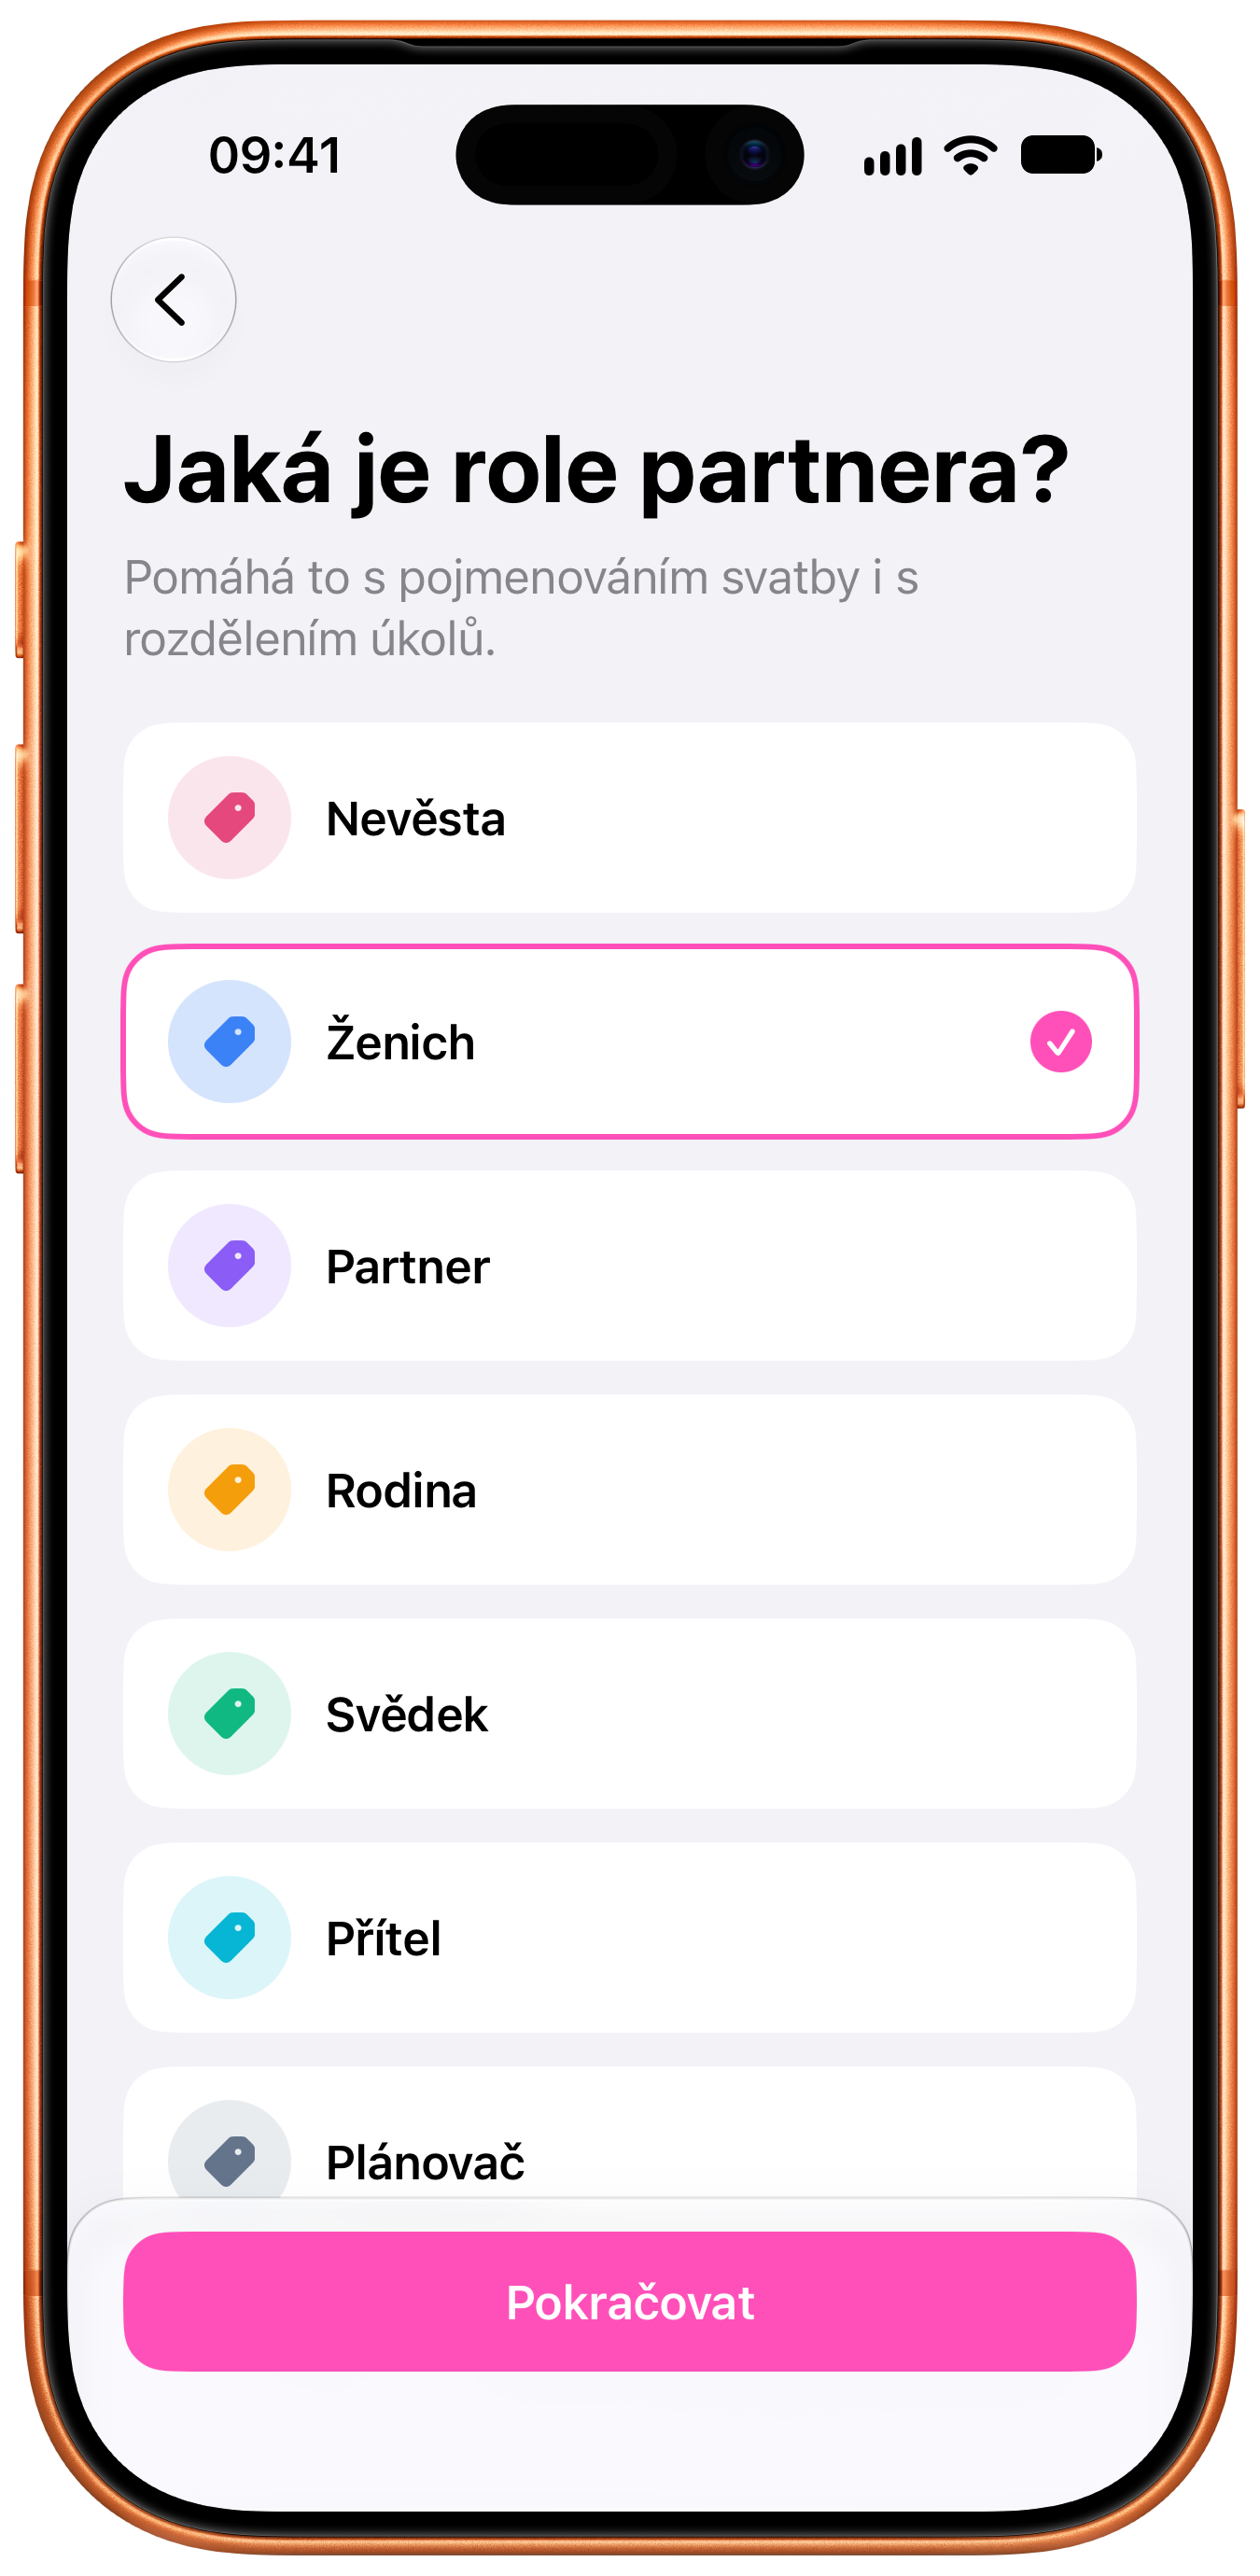 09:41
Jaká je role partnera?
Pomáhá to s pojmenováním svatby i s
rozdělením úkolů.
Nevěsta
Ženich
Partner
Rodina
Svědek
Přítel
Plánovač
Pokračovat